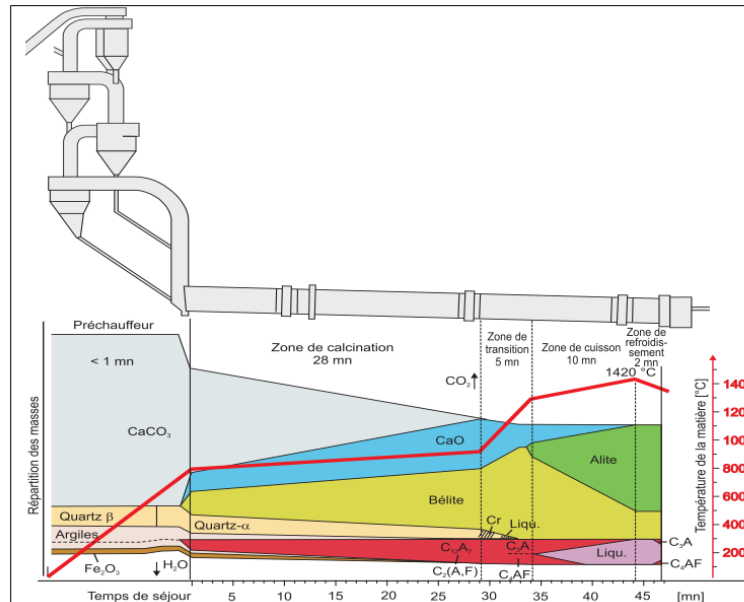 Préchauffeur
< 1 mn
Zone de calcination
28 mn
CO₂
Zone de
transition
5 mn
Zone de cuisson
10 mn
Zone de
refroidis-
sement
2 mn
1420 °C
Répartition des masses
CaCO₃
CaO
Alite
Bélite
Quartz β
Quartz-α
Argiles
Cr
Liqu.
C₁₂A₇
C₃A
Liqu.
C₃A
Fe₂O₃
H₂O
C₂(A,F)
C₄AF
C₄AF
Température de la matière [°C]
140
120
100
800
600
400
200
Temps de séjour
5
10
15
20
25
30
35
40
45
[mn]